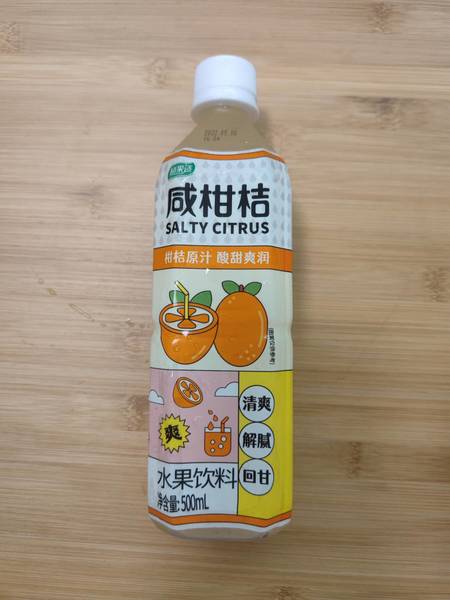 咸柑桔
SALTY CITRUS
柑桔原汁 酸甜爽润
清爽
爽
解腻
回甘
水果饮料
净含量:500mL